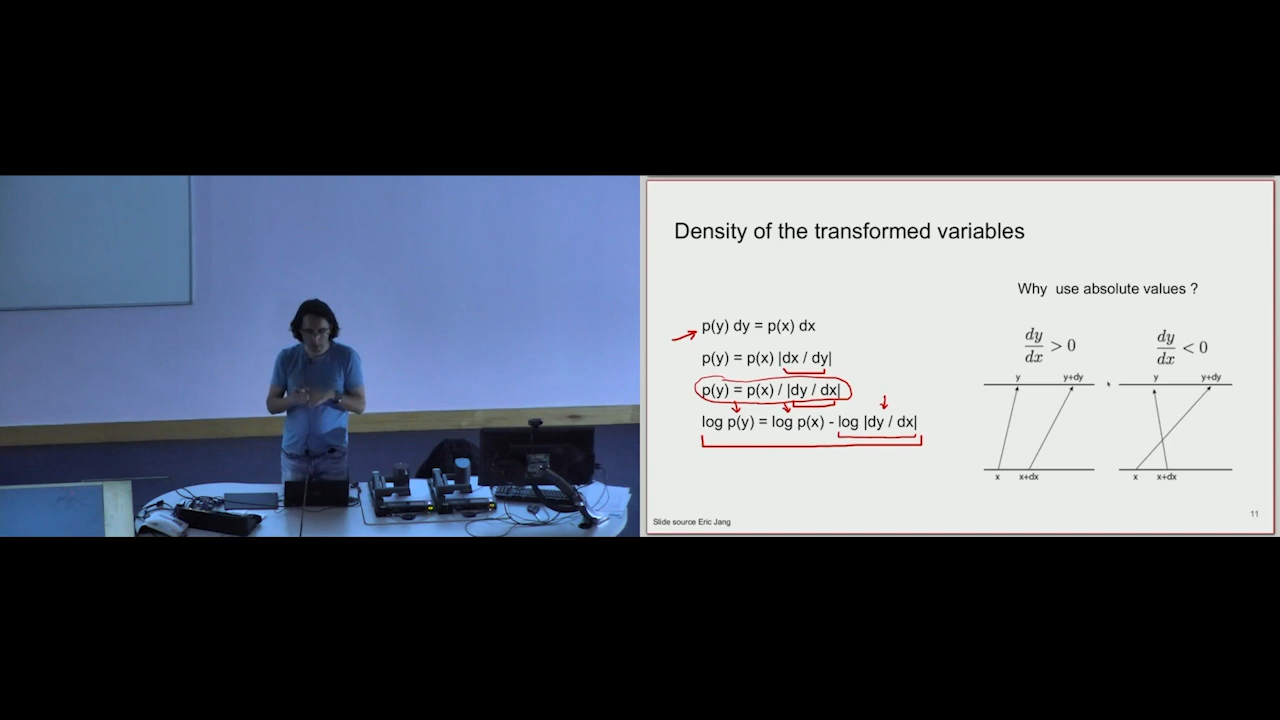 Density of the transformed variables
Why use absolute values ?
p(y) dy = p(x) dx
p(y) = p(x) |dx / dy|
p(y) = p(x) / |dy / dx|
log p(y) = log p(x) - log |dy / dx|
dy/dx > 0
y y+dy
x x+dx
dy/dx < 0
y y+dy
x x+dx
Slide source Eric Jang
11